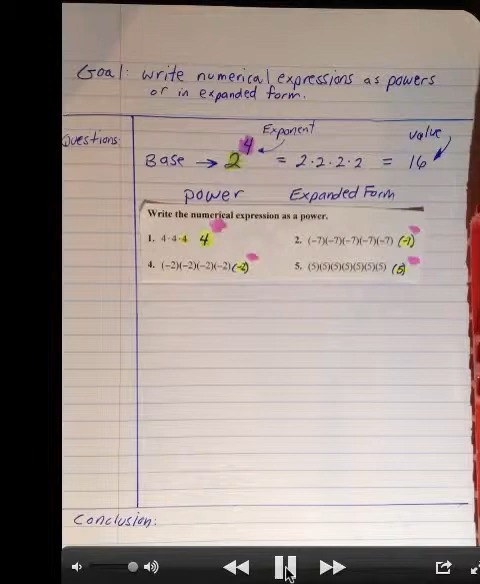 Goal: write numerical expressions as powers
or in expanded form.
Questions:
Exponent
value
Base → 2⁴ = 2·2·2·2 = 16
power Expanded Form
Write the numerical expression as a power.
1. 4·4·4 4
2. (−7)(−7)(−7)(−7)(−7) (-7)
4. (−2)(−2)(−2)(−2) (-2)
5. (5)(5)(5)(5)(5)(5) (5)
Conclusion: